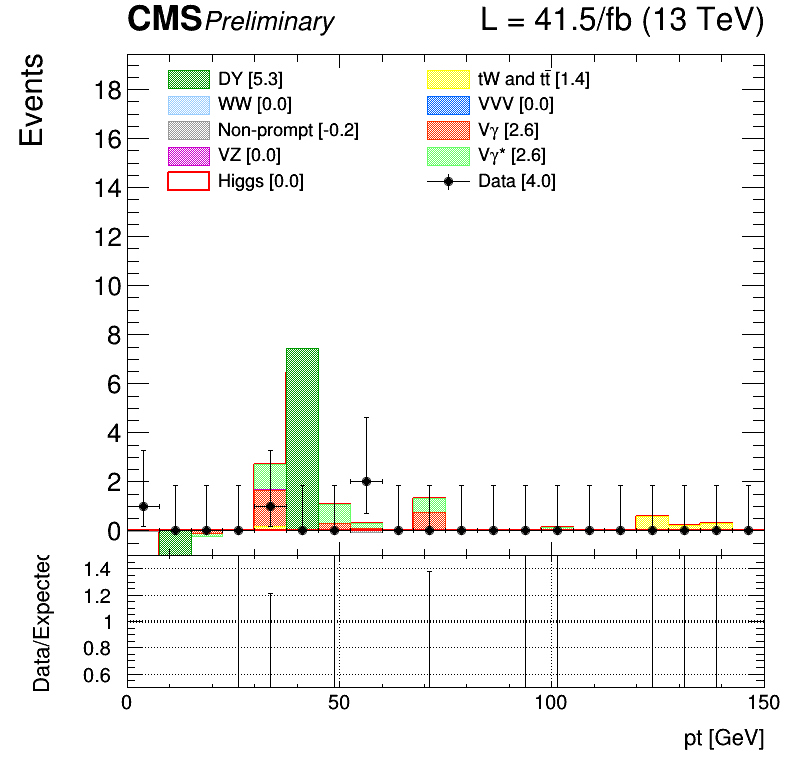 CMS Preliminary L = 41.5/fb (13 TeV)
Events
18
16
14
12
10
8
6
4
2
0
DY [5.3]
WW [0.0]
Non-prompt [-0.2]
VZ [0.0]
Higgs [0.0]
tW and tt̄ [1.4]
VVV [0.0]
Vγ [2.6]
Vγ* [2.6]
Data [4.0]
Data/Expected
1.4
1.2
1
0.8
0.6
0 50 100 150
pt [GeV]